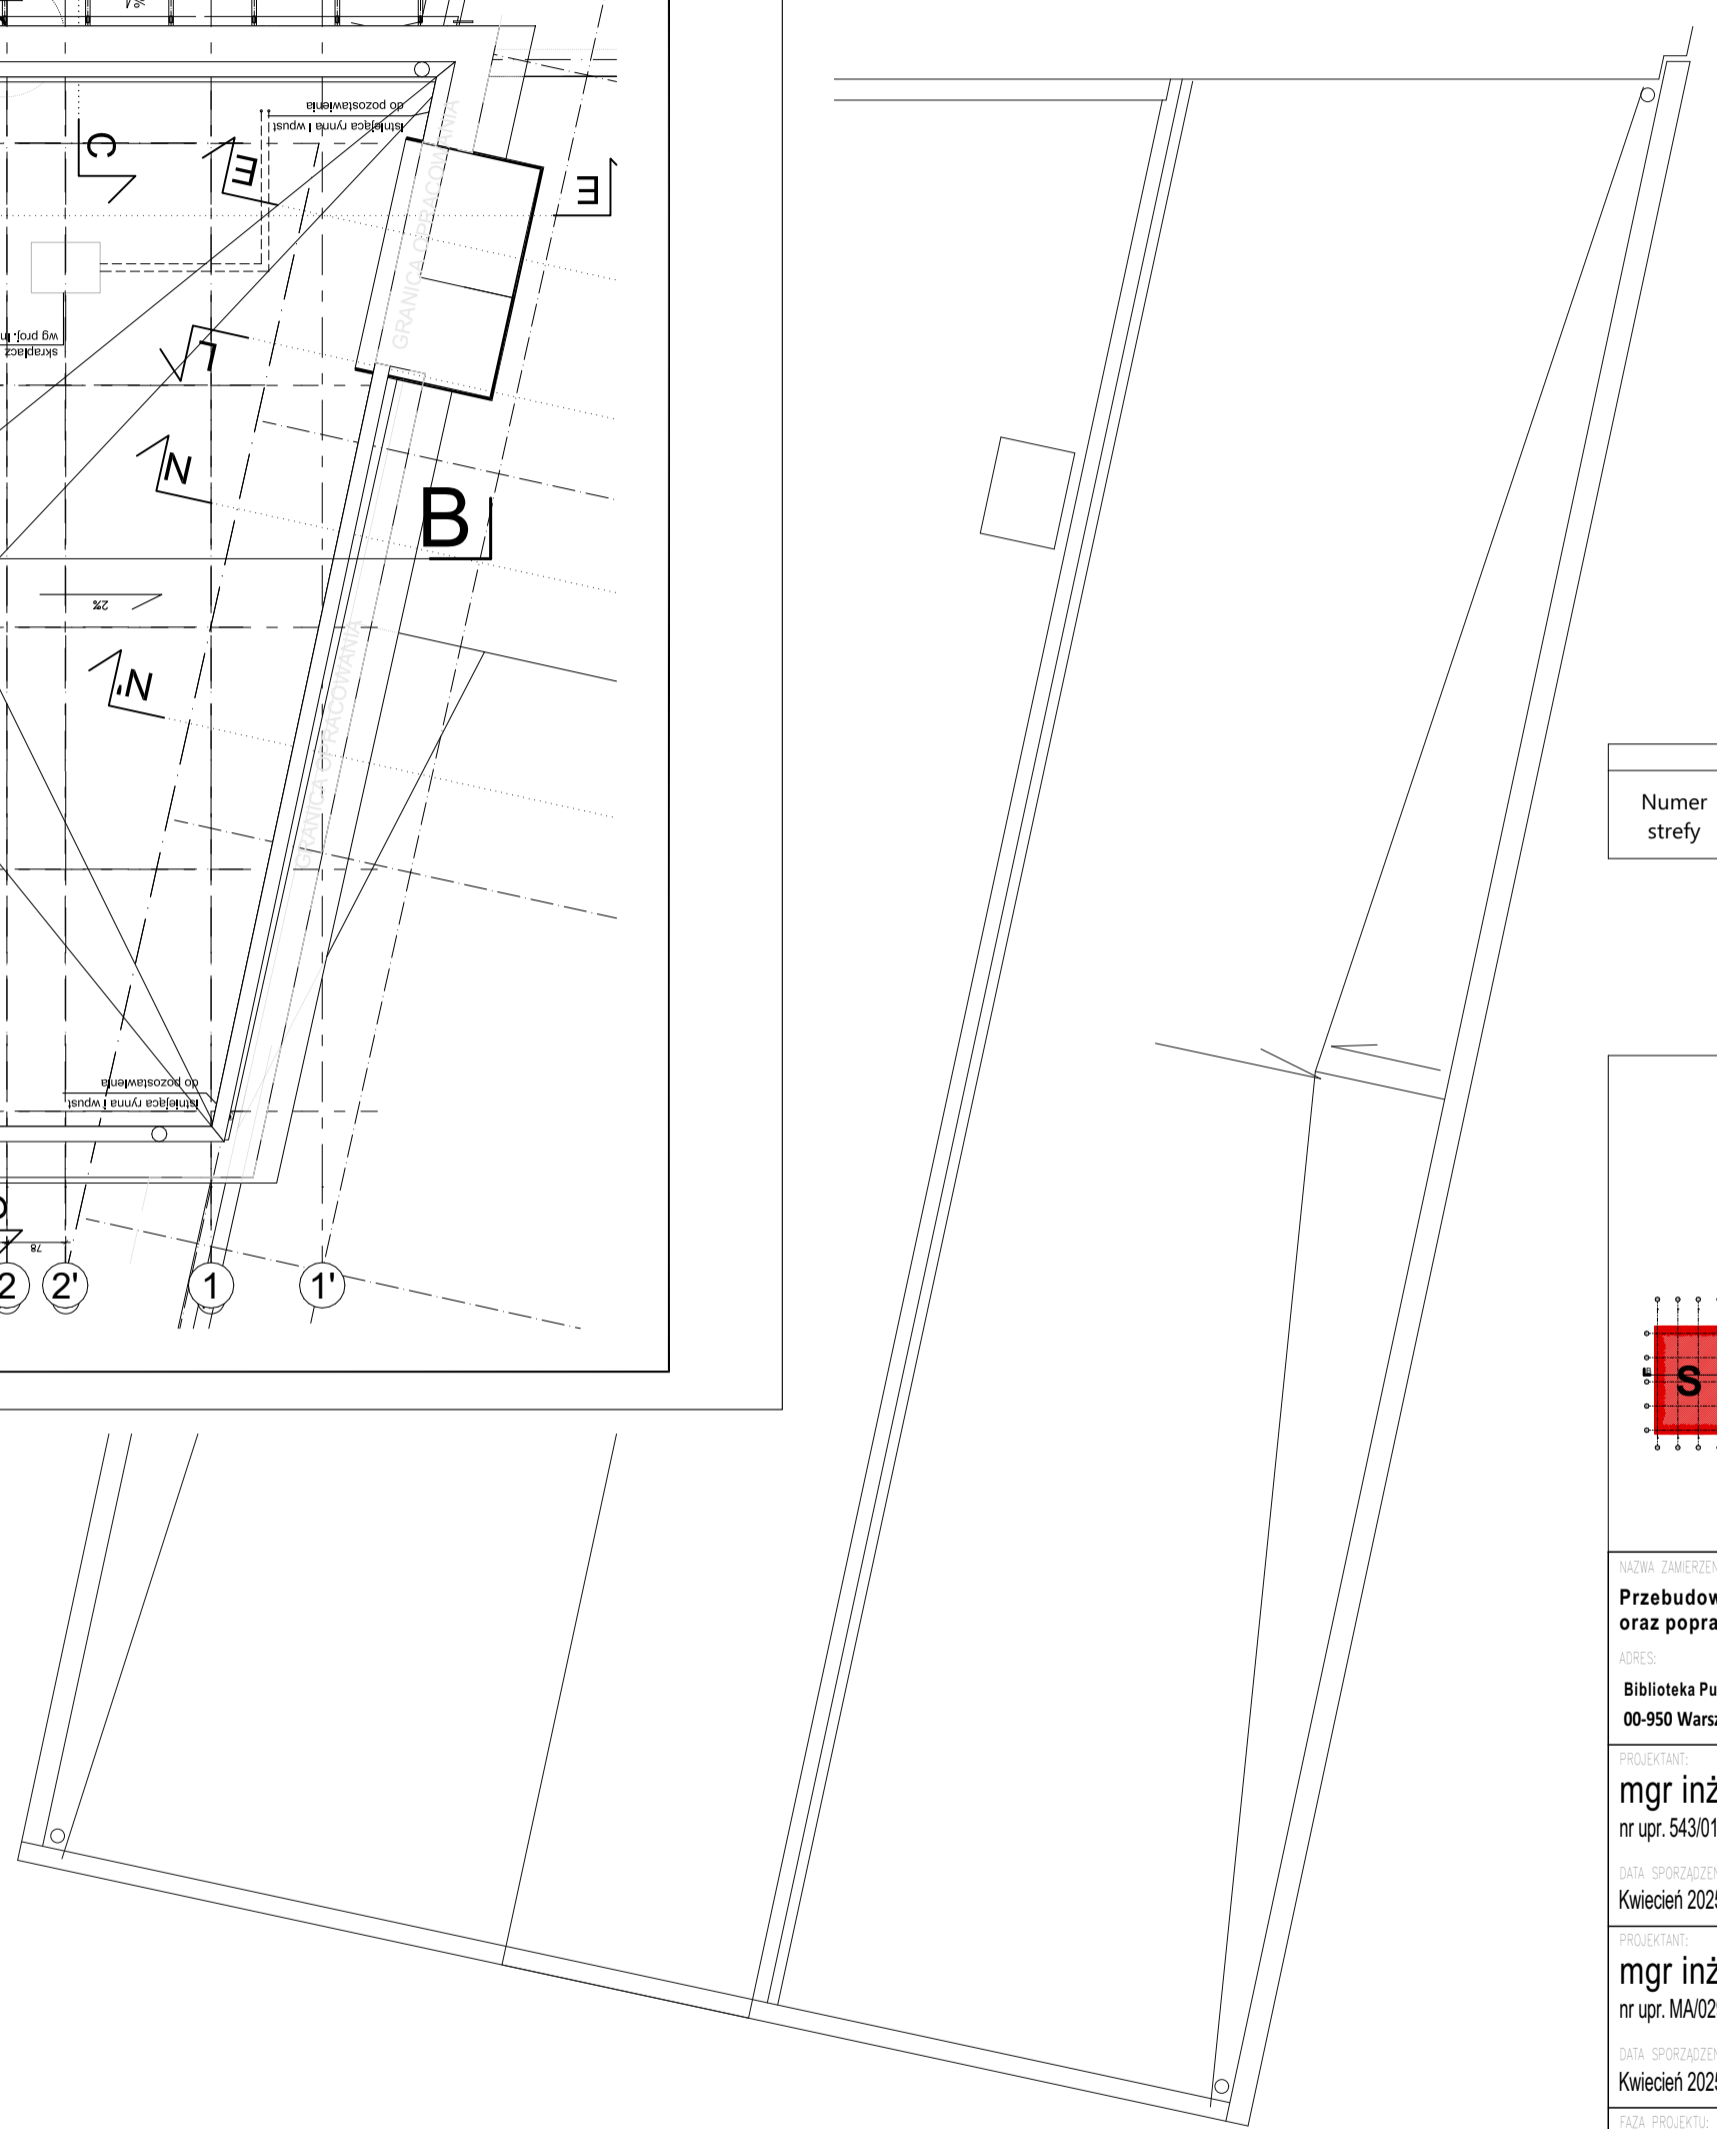 %
do pozostawienia
istniejąca rynna i wpust
C
E
E
GRANICA OPRACOWANIA
wg proj. in
skraplacz
L
N
B
2%
N'
GRANICA OPRACOWANIA
do pozostawienia
istniejąca rynna i wpust
78
2
2'
1
1'
Numer
strefy
B
S
NAZWA ZAMIERZEN
Przebudow
oraz popra
ADRES:
Biblioteka Pu
00-950 Warsz
PROJEKTANT:
mgr inż
nr upr. 543/01
DATA SPORZĄDZEN
Kwiecień 2025
PROJEKTANT:
mgr inż
nr upr. MA/029
DATA SPORZĄDZEN
Kwiecień 2025
FAZA PROJEKTU: